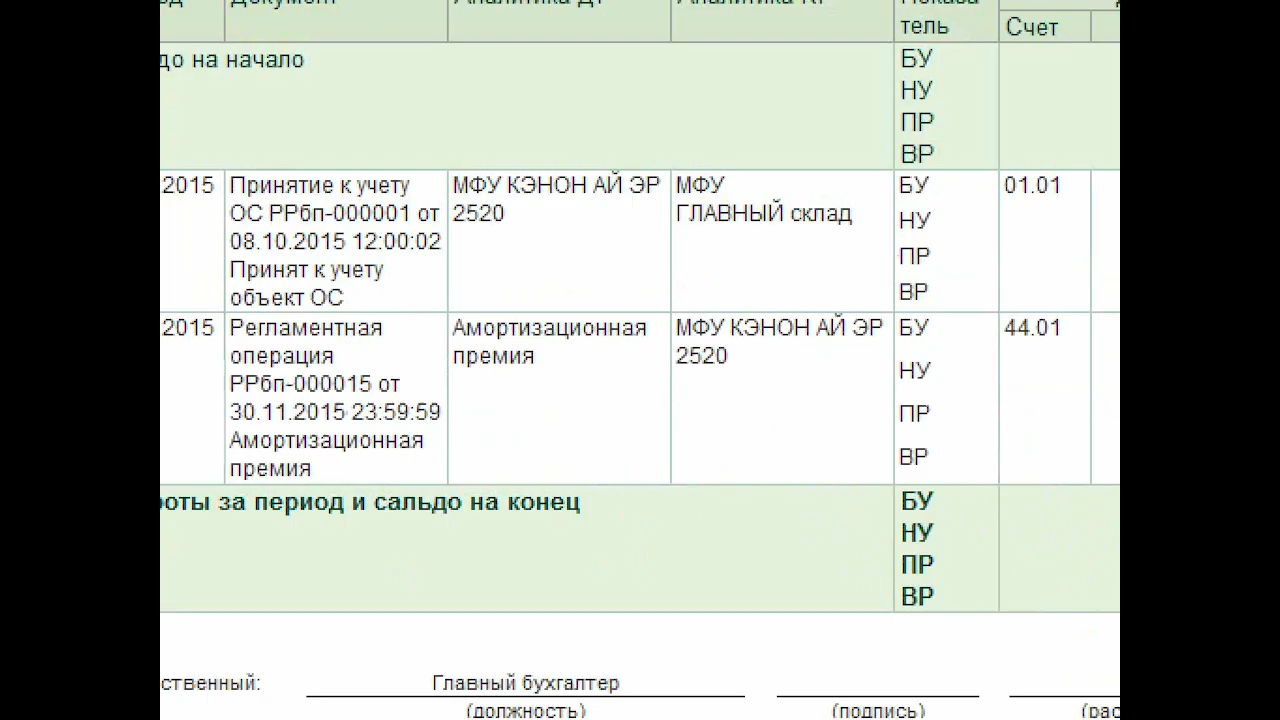 Документ
тель
Счет
до на начало
БУ
НУ
ПР
ВР
2015
Принятие к учету
ОС РРбп-000001 от
08.10.2015 12:00:02
Принят к учету
объект ОС
МФУ КЭНОН АЙ ЭР
2520
МФУ
ГЛАВНЫЙ склад
БУ
НУ
ПР
ВР
01.01
2015
Регламентная
операция
РРбп-000015 от
30.11.2015 23:59:59
Амортизационная
премия
Амортизационная
премия
МФУ КЭНОН АЙ ЭР
2520
БУ
НУ
ПР
ВР
44.01
роты за период и сальдо на конец
БУ
НУ
ПР
ВР
ственный:
Главный бухгалтер
(должность)
(подпись)
(рас